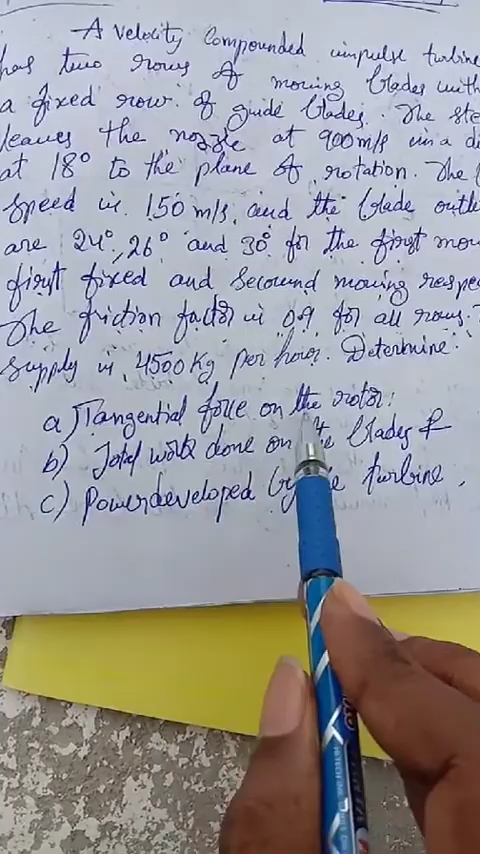 A Velocity Compounded impulse turbine
has two rows of moving blades with
a fixed row of guide blades. The ste
leaves the nozzle at 900m/s in a di
at 18° to the plane of rotation. The
speed is 150 m/s, and the blade outle
are 24°, 26° and 30° for the first mov
first fixed and Second moving respe
The friction factor is 0.9 for all rows.
Supply is 4500 Kg per hour. Determine:
a) Tangential force on the rotor:
b) Total work done on the blades &
c) Power developed by the turbine.